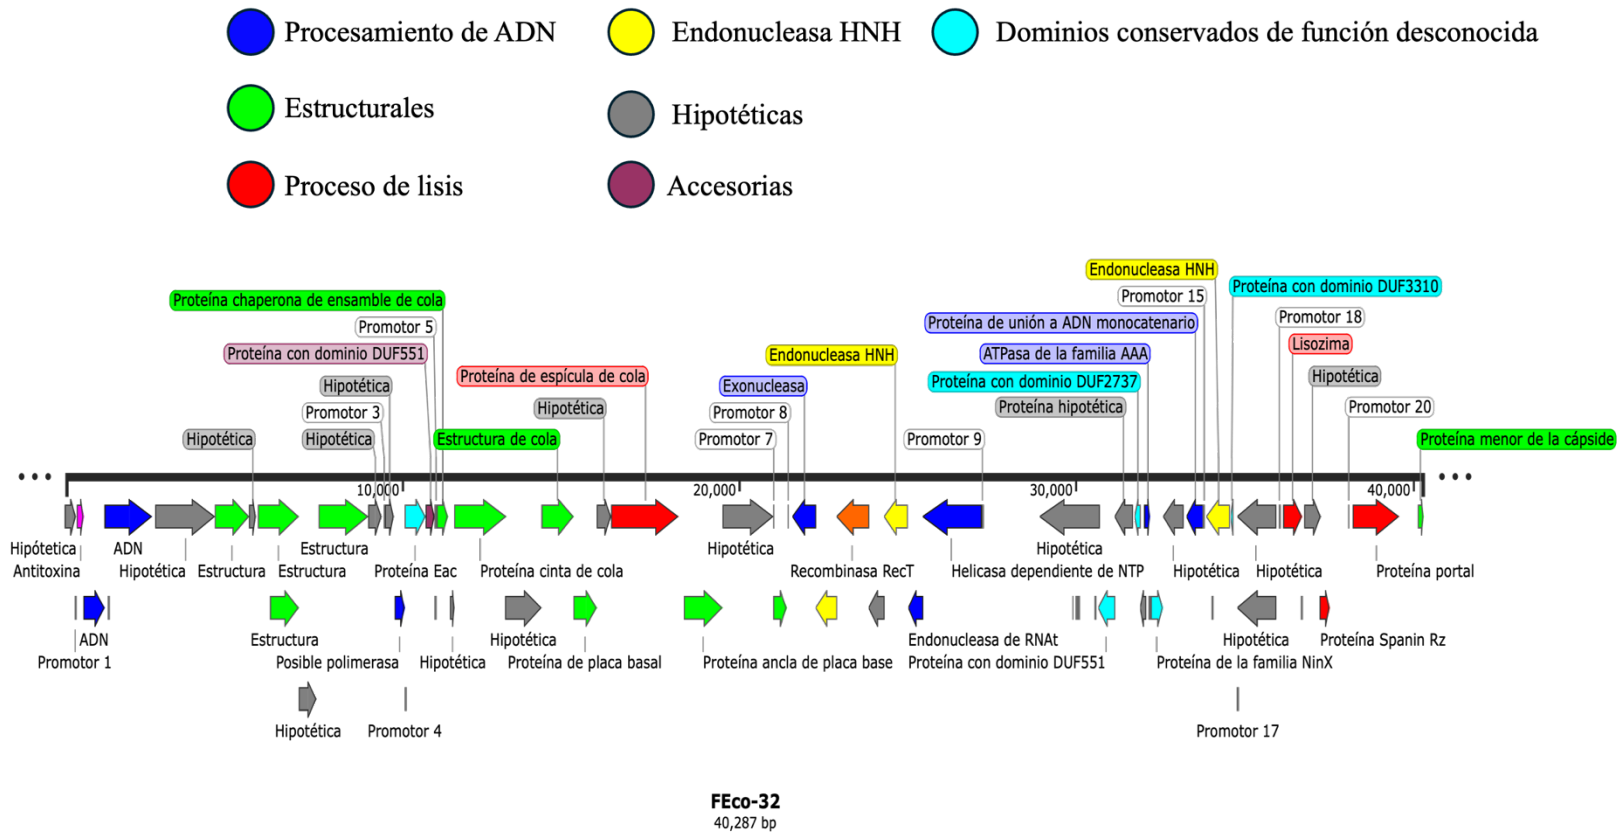 Procesamiento de ADN
Endonucleasa HNH
Dominios conservados de función desconocida
Estructurales
Hipotéticas
Proceso de lisis
Accesorias
Endonucleasa HNH
Proteína con dominio DUF3310
Proteína chaperona de ensamble de cola
Promotor 15
Promotor 5
Proteína de unión a ADN monocatenario
Promotor 18
Proteína con dominio DUF551
Endonucleasa HNH
ATPasa de la familia AAA
Lisozima
Hipotética
Proteína de espícula de cola
Exonucleasa
Proteína con dominio DUF2737
Hipotética
Promotor 3
Hipotética
Promotor 8
Proteína hipotética
Promotor 20
Hipotética
Hipotética
Estructura de cola
Promotor 7
Promotor 9
Proteína menor de la cápside
10,000
20,000
30,000
40,000
Hipótetica
ADN
Estructura
Hipotética
Hipotética
Antitoxina
Hipotética
Estructura
Estructura
Proteína Eac
Proteína cinta de cola
Recombinasa RecT
Helicasa dependiente de NTP
Hipotética
Hipotética
Proteína portal
ADN
Estructura
Hipotética
Endonucleasa de RNAt
Hipotética
Proteína Spanin Rz
Promotor 1
Posible polimerasa
Hipotética
Proteína de placa basal
Proteína ancla de placa base
Proteína con dominio DUF551
Proteína de la familia NinX
Hipotética
Promotor 4
Promotor 17
FEco-32
40,287 bp